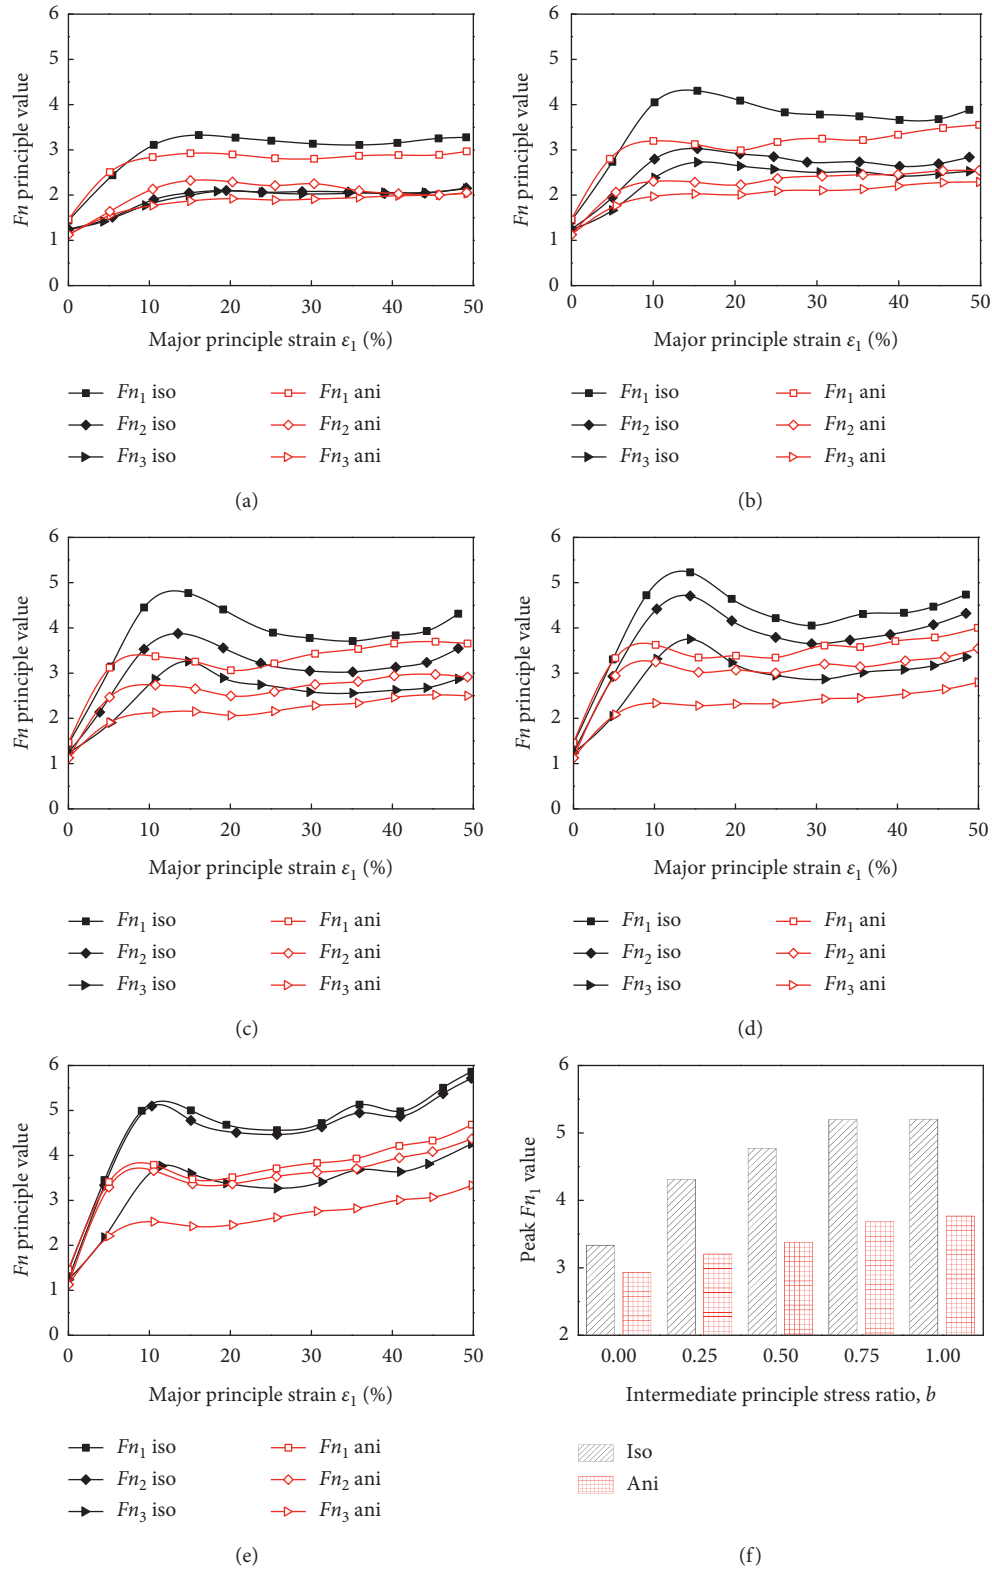 6
5
4
3
2
1
0
Fn principle value
0 10 20 30 40 50
Major principle strain ε1 (%)
Fn1 iso Fn1 ani
Fn2 iso Fn2 ani
Fn3 iso Fn3 ani
(a)
6
5
4
3
2
1
0
Fn principle value
0 10 20 30 40 50
Major principle strain ε1 (%)
Fn1 iso Fn1 ani
Fn2 iso Fn2 ani
Fn3 iso Fn3 ani
(b)
6
5
4
3
2
1
0
Fn principle value
0 10 20 30 40 50
Major principle strain ε1 (%)
Fn1 iso Fn1 ani
Fn2 iso Fn2 ani
Fn3 iso Fn3 ani
(c)
6
5
4
3
2
1
0
Fn principle value
0 10 20 30 40 50
Major principle strain ε1 (%)
Fn1 iso Fn1 ani
Fn2 iso Fn2 ani
Fn3 iso Fn3 ani
(d)
6
5
4
3
2
1
0
Fn principle value
0 10 20 30 40 50
Major principle strain ε1 (%)
Fn1 iso Fn1 ani
Fn2 iso Fn2 ani
Fn3 iso Fn3 ani
(e)
6
5
4
3
2
Peak Fn1 value
0.00 0.25 0.50 0.75 1.00
Intermediate principle stress ratio, b
Iso
Ani
(f)